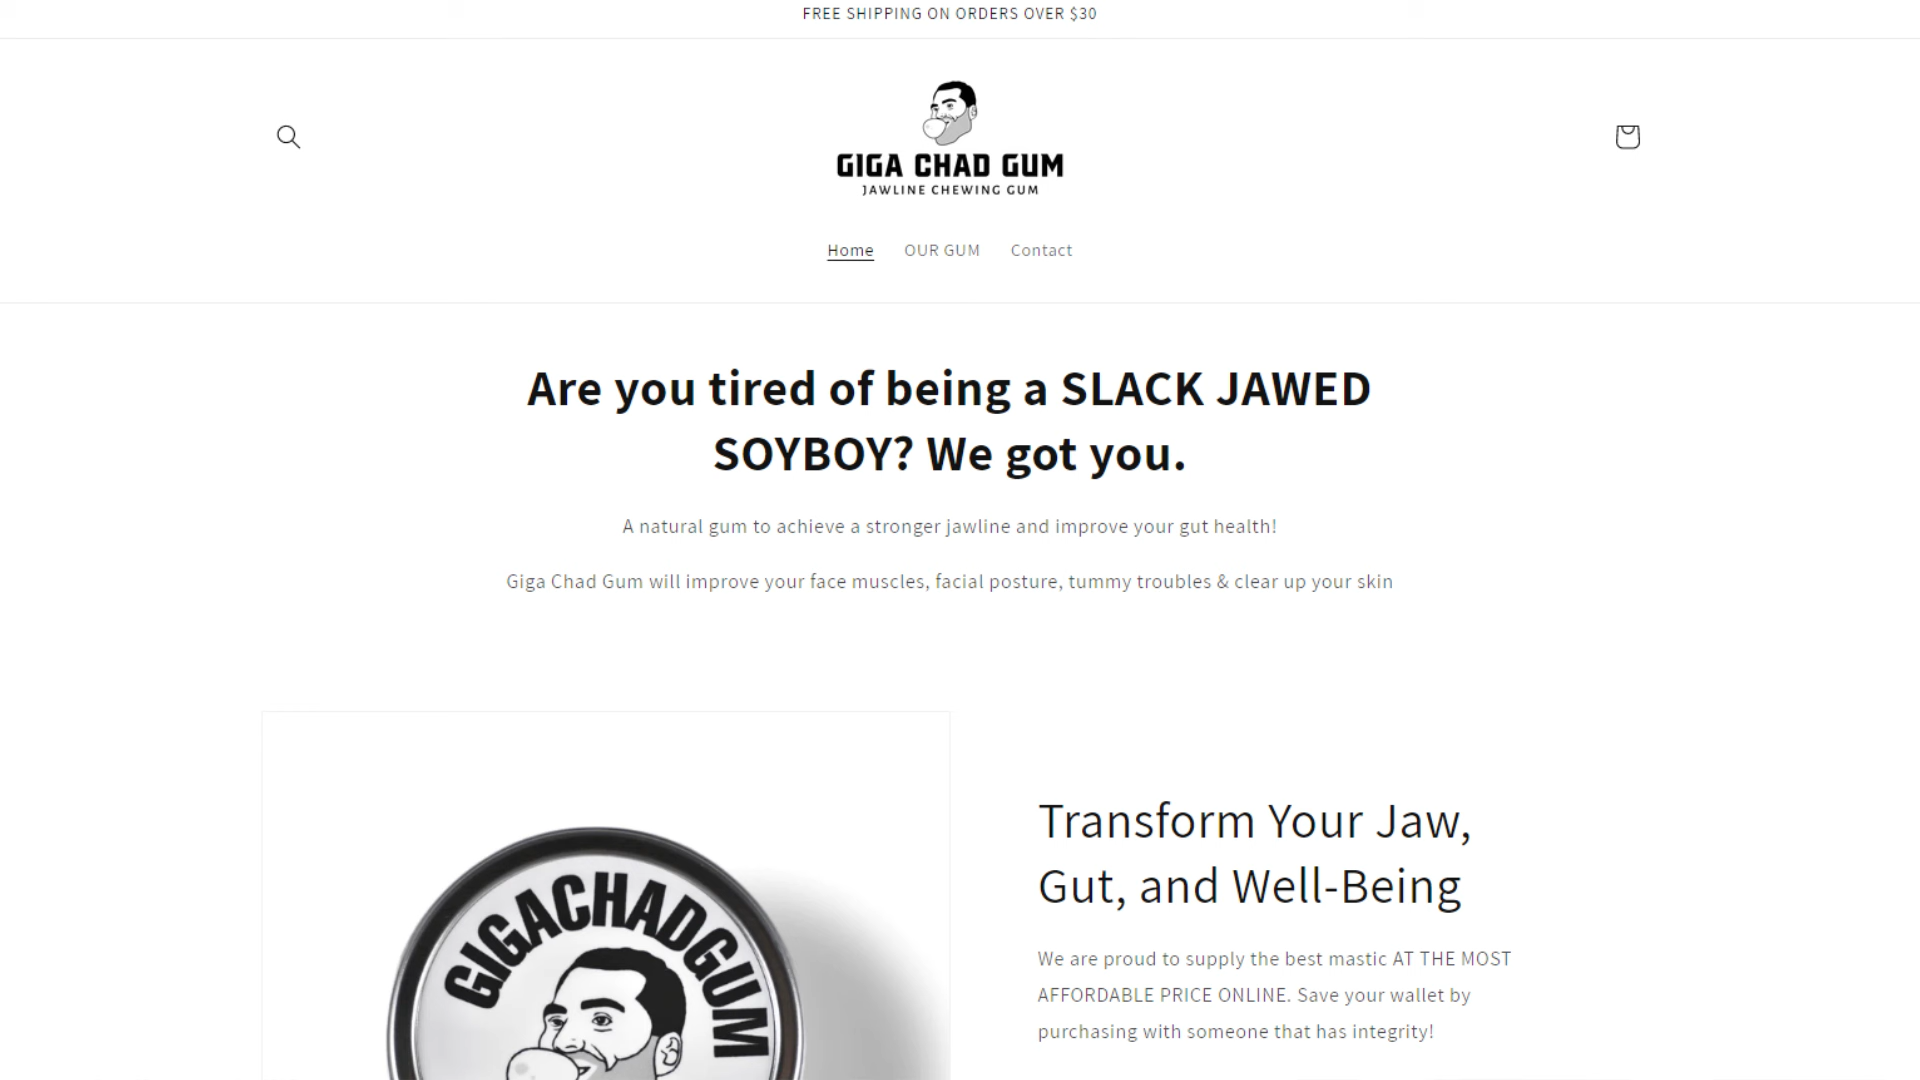 FREE SHIPPING ON ORDERS OVER $30
GIGA CHAD GUM
JAWLINE CHEWING GUM
Home OUR GUM Contact
Are you tired of being a SLACK JAWED
SOYBOY? We got you.
A natural gum to achieve a stronger jawline and improve your gut health!
Giga Chad Gum will improve your face muscles, facial posture, tummy troubles & clear up your skin
GIGACHADGUM
Transform Your Jaw,
Gut, and Well-Being
We are proud to supply the best mastic AT THE MOST
AFFORDABLE PRICE ONLINE. Save your wallet by
purchasing with someone that has integrity!